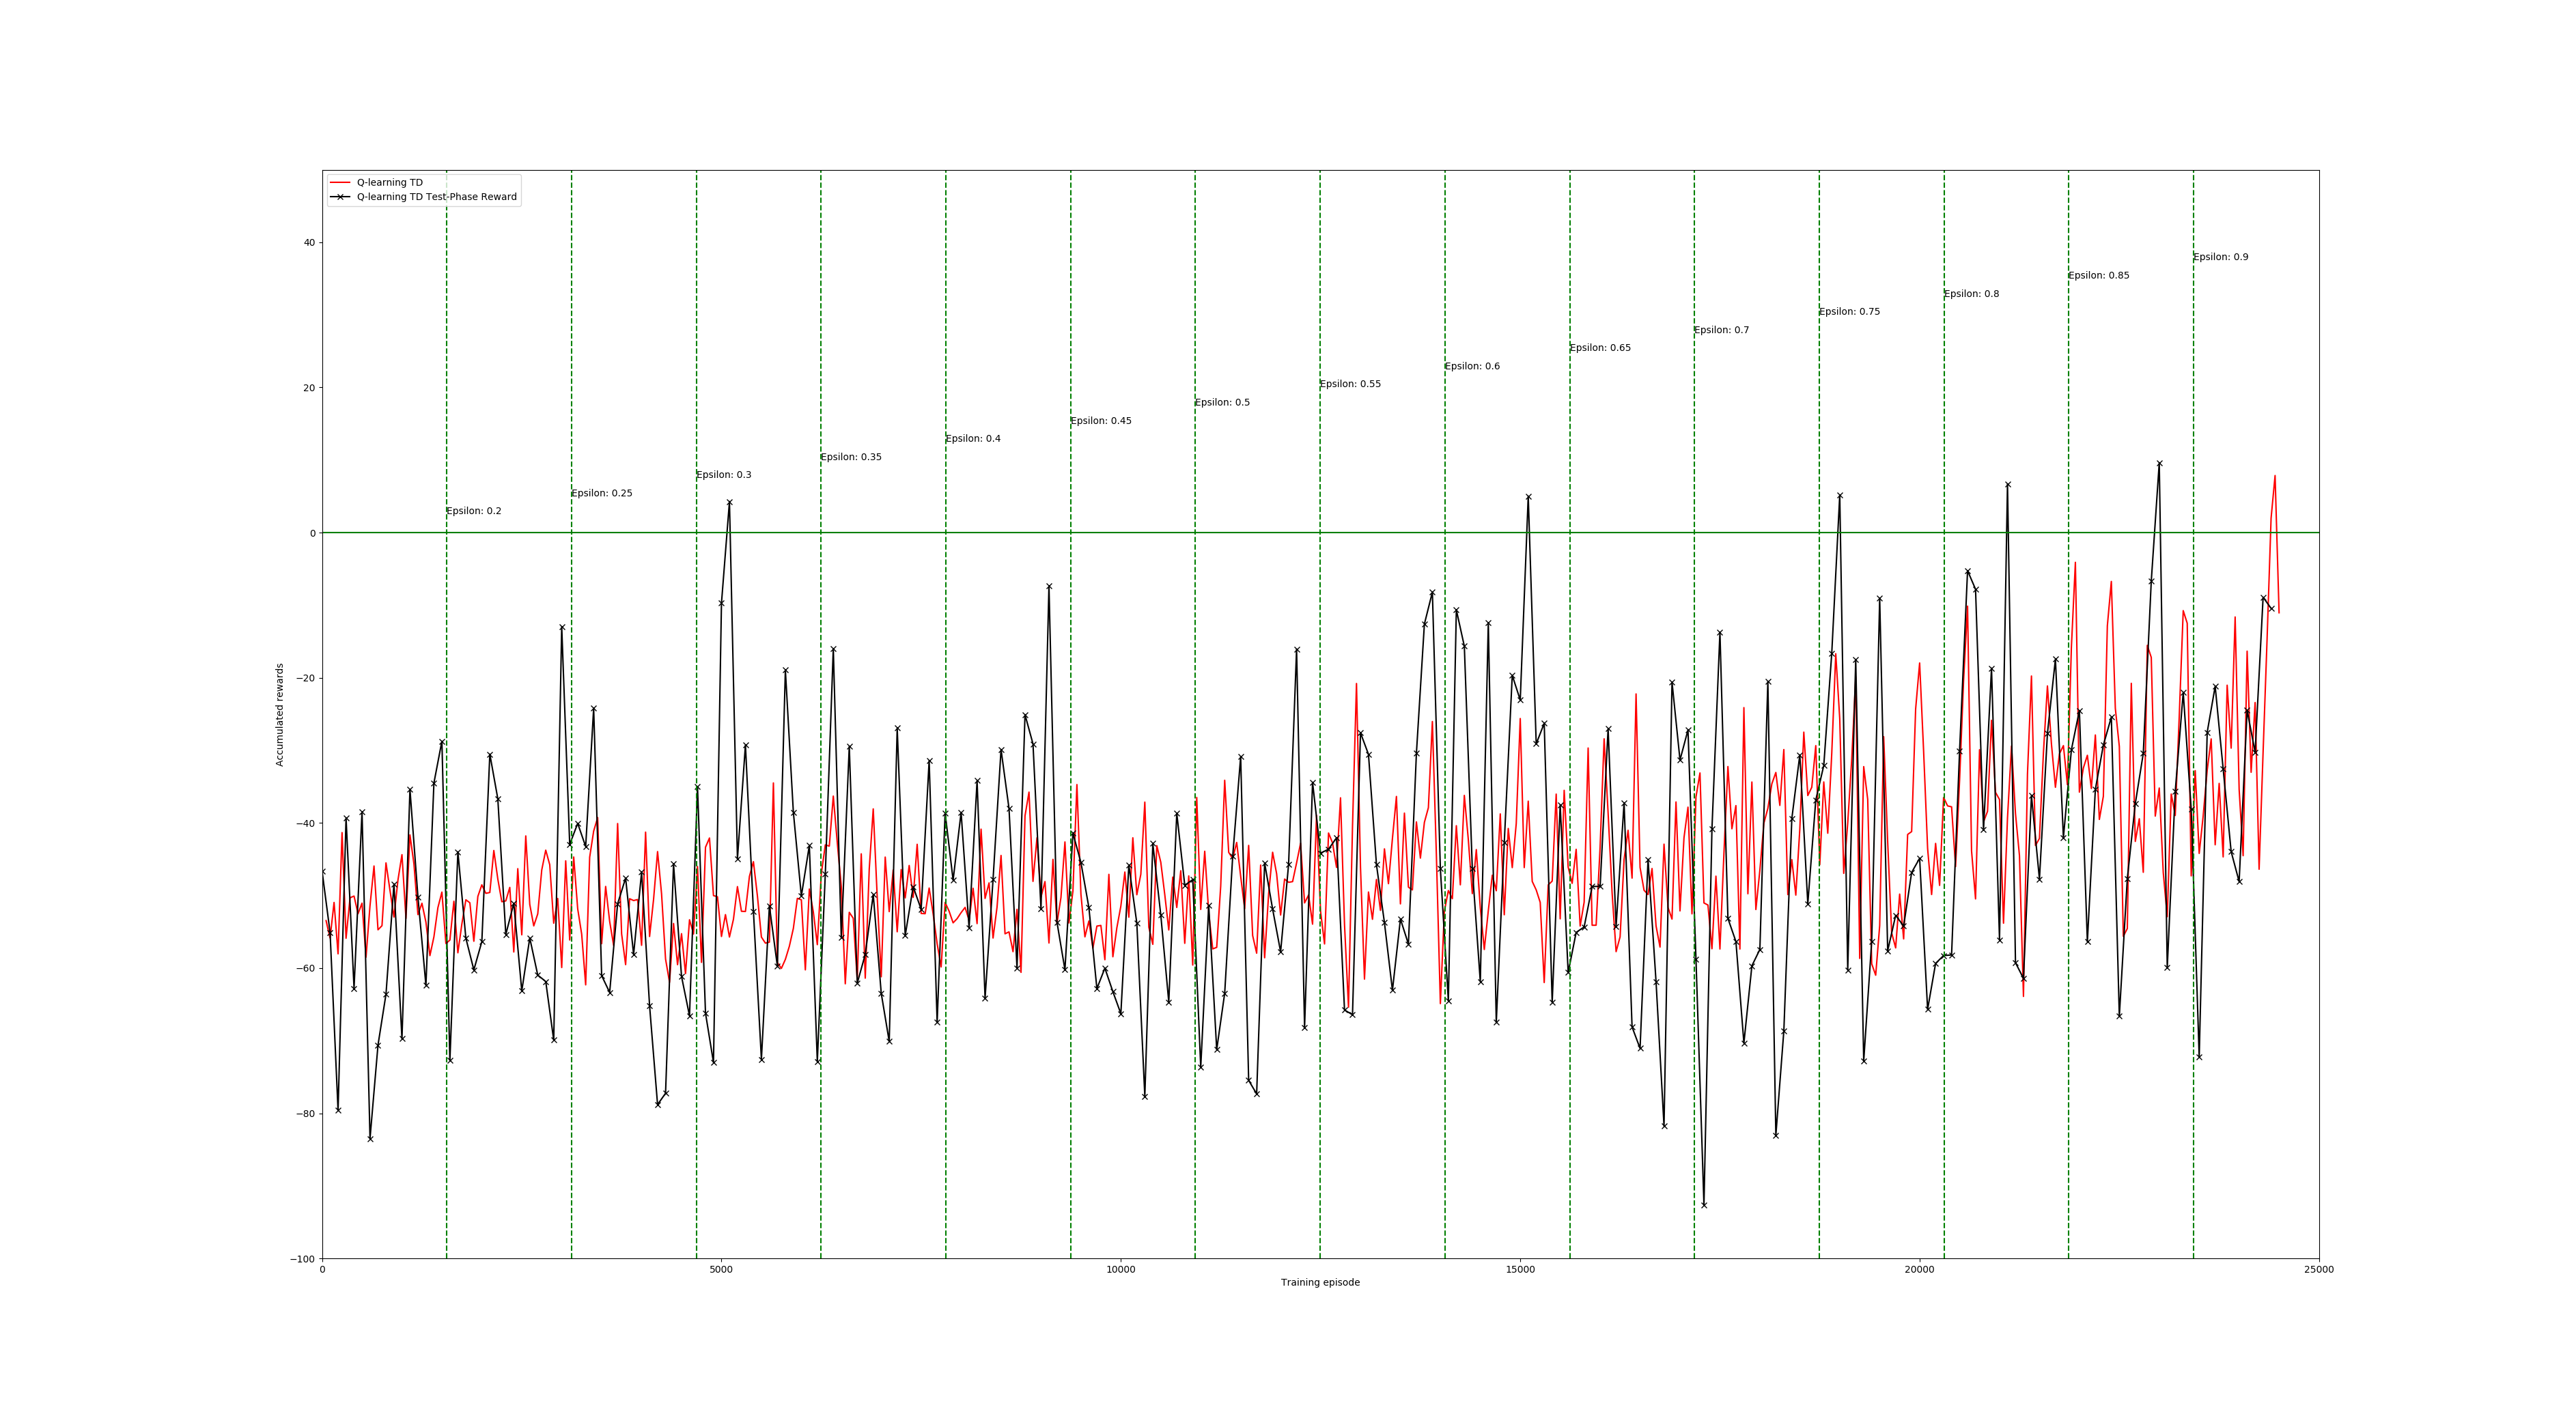 Q-learning TD
Q-learning TD Test-Phase Reward
40
Epsilon: 0.9
Epsilon: 0.85
Epsilon: 0.8
Epsilon: 0.75
Epsilon: 0.7
Epsilon: 0.65
Epsilon: 0.6
20
Epsilon: 0.55
Epsilon: 0.5
Epsilon: 0.45
Epsilon: 0.4
Epsilon: 0.35
Epsilon: 0.3
Epsilon: 0.25
Epsilon: 0.2
0
−20
Accumulated rewards
−40
−60
−80
−100
0 5000 10000 15000 20000 25000
Training episode